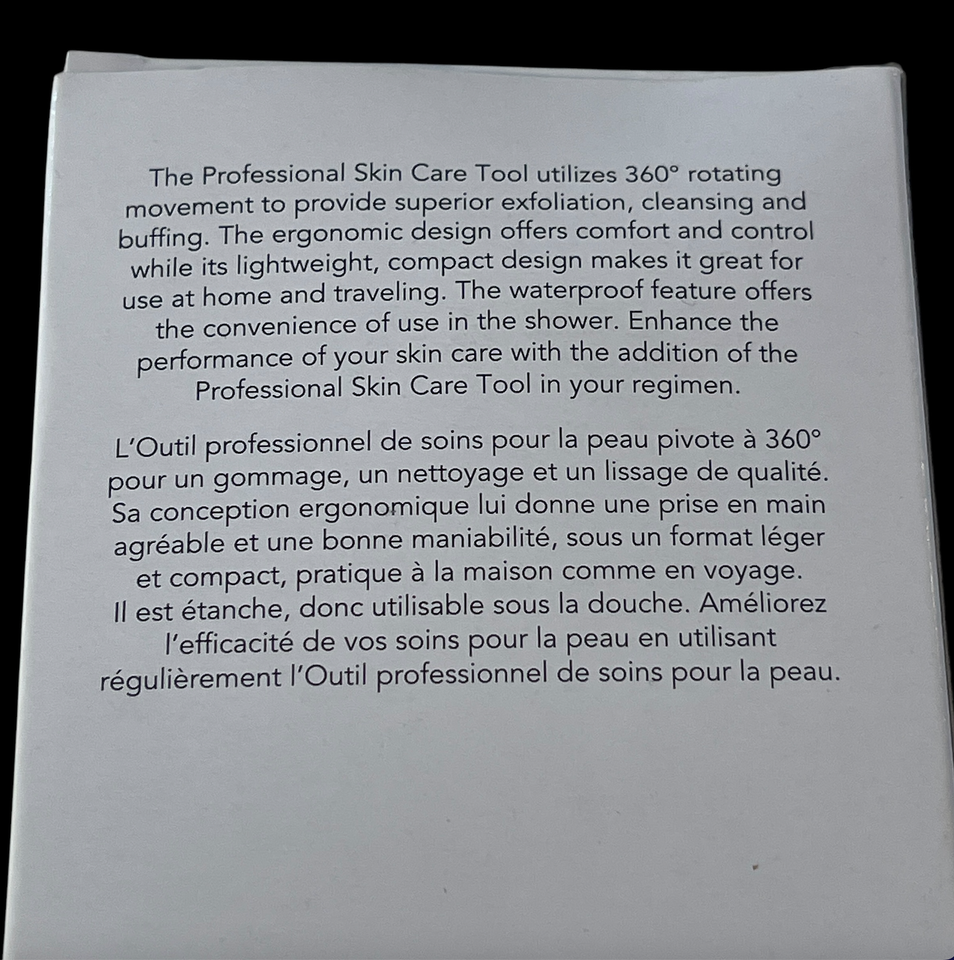 The Professional Skin Care Tool utilizes 360° rotating
movement to provide superior exfoliation, cleansing and
buffing. The ergonomic design offers comfort and control
while its lightweight, compact design makes it great for
use at home and traveling. The waterproof feature offers
the convenience of use in the shower. Enhance the
performance of your skin care with the addition of the
Professional Skin Care Tool in your regimen.
L’Outil professionnel de soins pour la peau pivote à 360°
pour un gommage, un nettoyage et un lissage de qualité.
Sa conception ergonomique lui donne une prise en main
agréable et une bonne maniabilité, sous un format léger
et compact, pratique à la maison comme en voyage.
Il est étanche, donc utilisable sous la douche. Améliorez
l’efficacité de vos soins pour la peau en utilisant
régulièrement l’Outil professionnel de soins pour la peau.